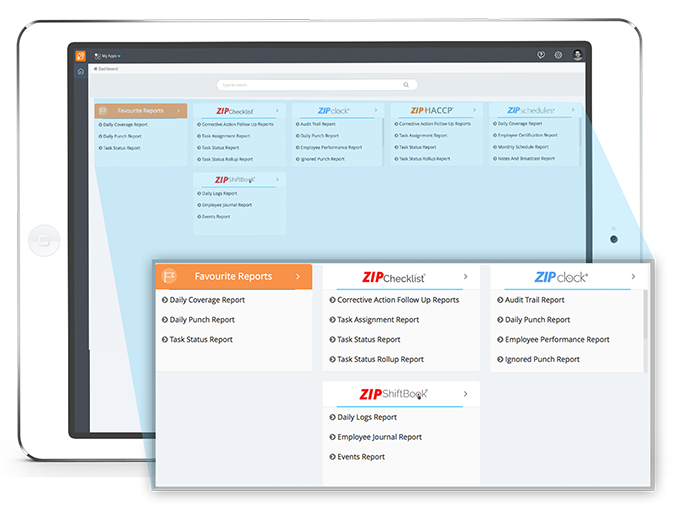 My Apps
Dashboard
Type to search
Favourite Reports
Daily Coverage Report
Daily Punch Report
Task Status Report
ZIPChecklist
Corrective Action Follow Up Reports
Task Assignment Report
Task Status Report
Task Status Rollup Report
ZIPclock
Audit Trail Report
Daily Punch Report
Employee Performance Report
Ignored Punch Report
ZIPHACCP
Corrective Action Follow Up Reports
Task Assignment Report
Task Status Report
Task Status Rollup Report
ZIPschedules
Daily Coverage Report
Employee Certification Report
Monthly Schedule Report
Notes And Broadcast Report
ZIPShiftBook
Daily Logs Report
Employee Journal Report
Events Report
Favourite Reports
Daily Coverage Report
Daily Punch Report
Task Status Report
ZIPChecklist
Corrective Action Follow Up Reports
Task Assignment Report
Task Status Report
Task Status Rollup Report
ZIPclock
Audit Trail Report
Daily Punch Report
Employee Performance Report
Ignored Punch Report
ZIPShiftBook
Daily Logs Report
Employee Journal Report
Events Report